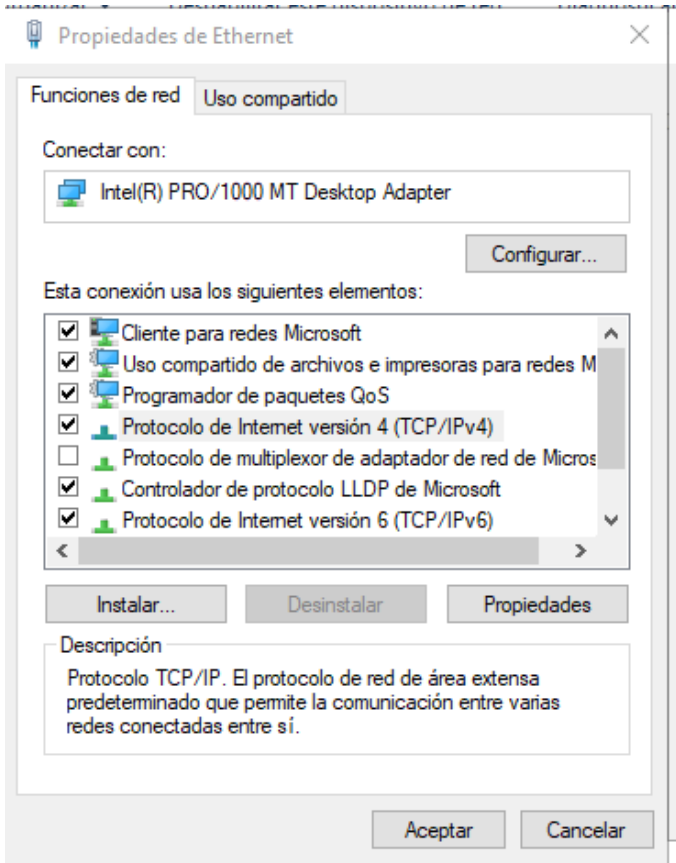 Propiedades de Ethernet
Funciones de red
Uso compartido
Conectar con:
Intel(R) PRO/1000 MT Desktop Adapter
Configurar...
Esta conexión usa los siguientes elementos:
Cliente para redes Microsoft
Uso compartido de archivos e impresoras para redes M
Programador de paquetes QoS
Protocolo de Internet versión 4 (TCP/IPv4)
Protocolo de multiplexor de adaptador de red de Micros
Controlador de protocolo LLDP de Microsoft
Protocolo de Internet versión 6 (TCP/IPv6)
Instalar...
Desinstalar
Propiedades
Descripción
Protocolo TCP/IP. El protocolo de red de área extensa
predeterminado que permite la comunicación entre varias
redes conectadas entre sí.
Aceptar
Cancelar